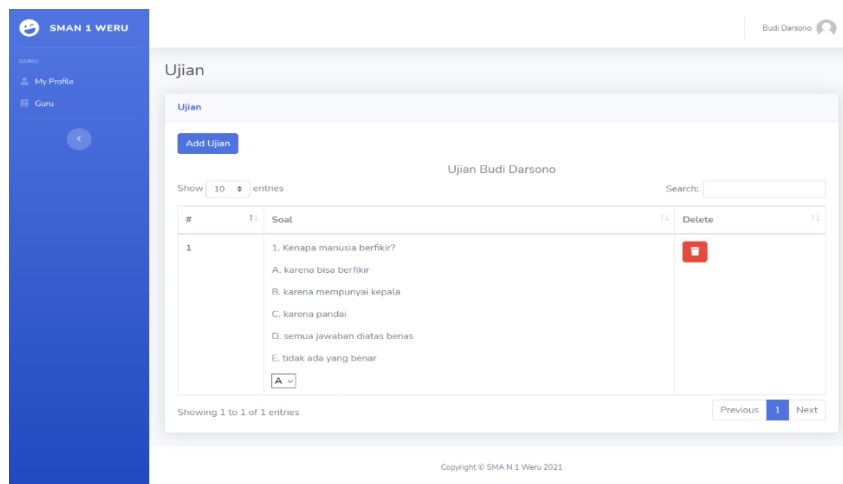 SMAN 1 WERU
Budi Darsono
GURU
My Profile
Guru
Ujian
Ujian
Add Ujian
Ujian Budi Darsono
Show 10 entries
Search:
# Soal Delete
1 1. Kenapa manusia berfikir?
A. karena bisa berfikir
B. karena mempunyai kepala
C. karena pandai
D. semua jawaban diatas benas
E. tidak ada yang benar
A
Showing 1 to 1 of 1 entries
Previous 1 Next
Copyright © SMA N 1 Weru 2021